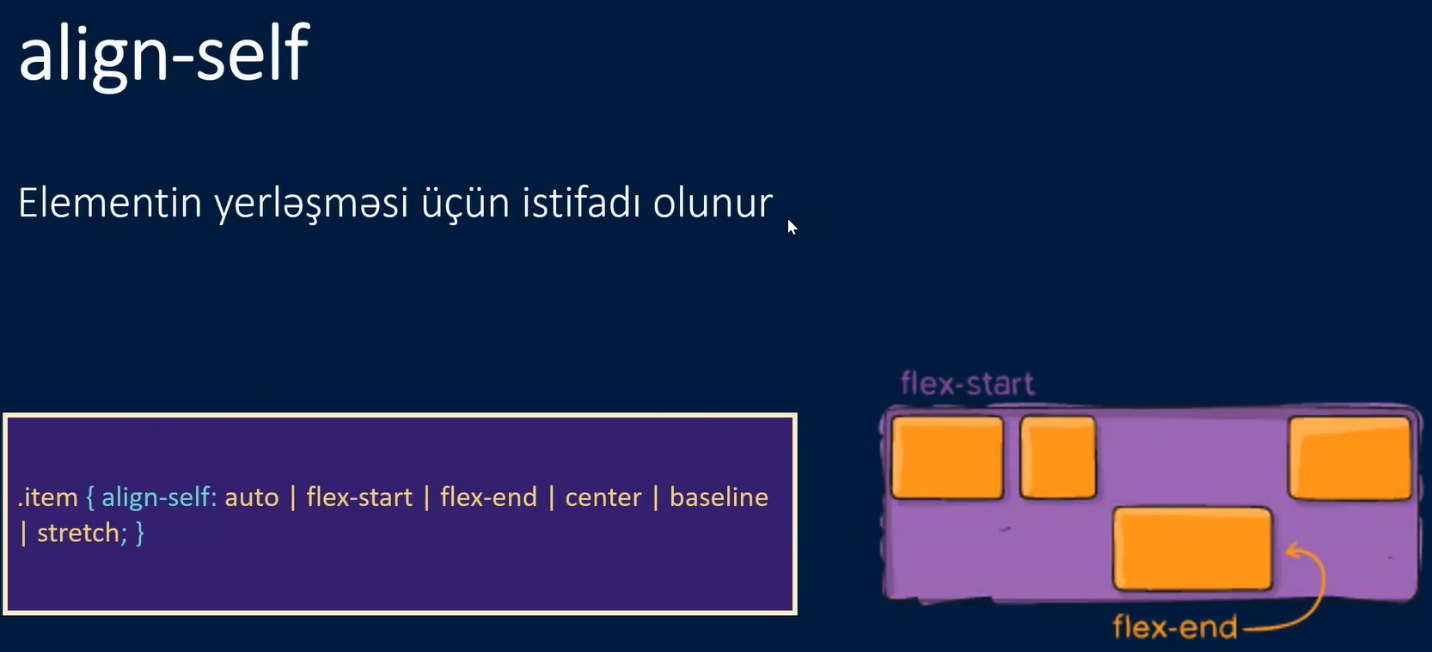 align-self
Elementin yerləşməsi üçün istifadı olunur
flex-start
.item { align-self: auto | flex-start | flex-end | center | baseline
| stretch; }
flex-end